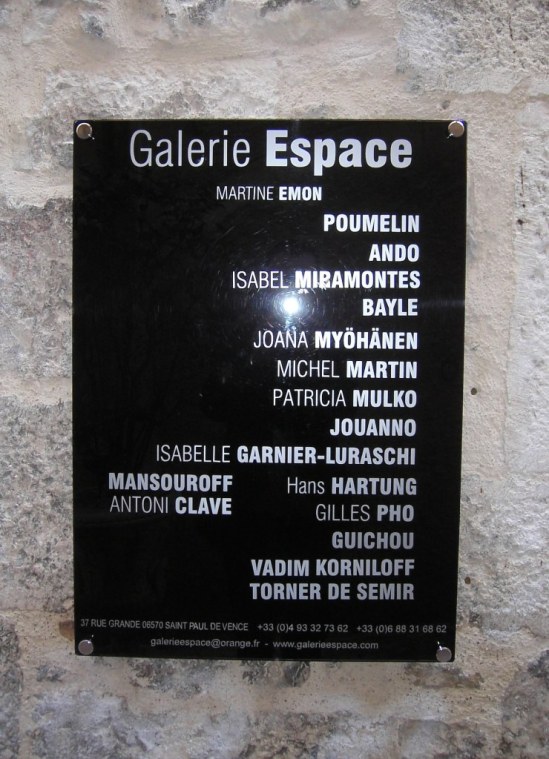 Galerie Espace
MARTINE EMON
POUMELIN
ANDO
ISABEL MIRAMONTES
BAYLE
JOANA MYÖHÄNEN
MICHEL MARTIN
PATRICIA MULKO
JOUANNO
ISABELLE GARNIER-LURASCHI
MANSOUROFF Hans HARTUNG
ANTONI CLAVE GILLES PHO
GUICHOU
VADIM KORNILOFF
TORNER DE SEMIR
37 RUE GRANDE 06570 SAINT PAUL DE VENCE +33 (0)4 93 32 73 62 +33 (0)6 88 31 68 62
galerieespace@orange.fr - www.galerieespace.com